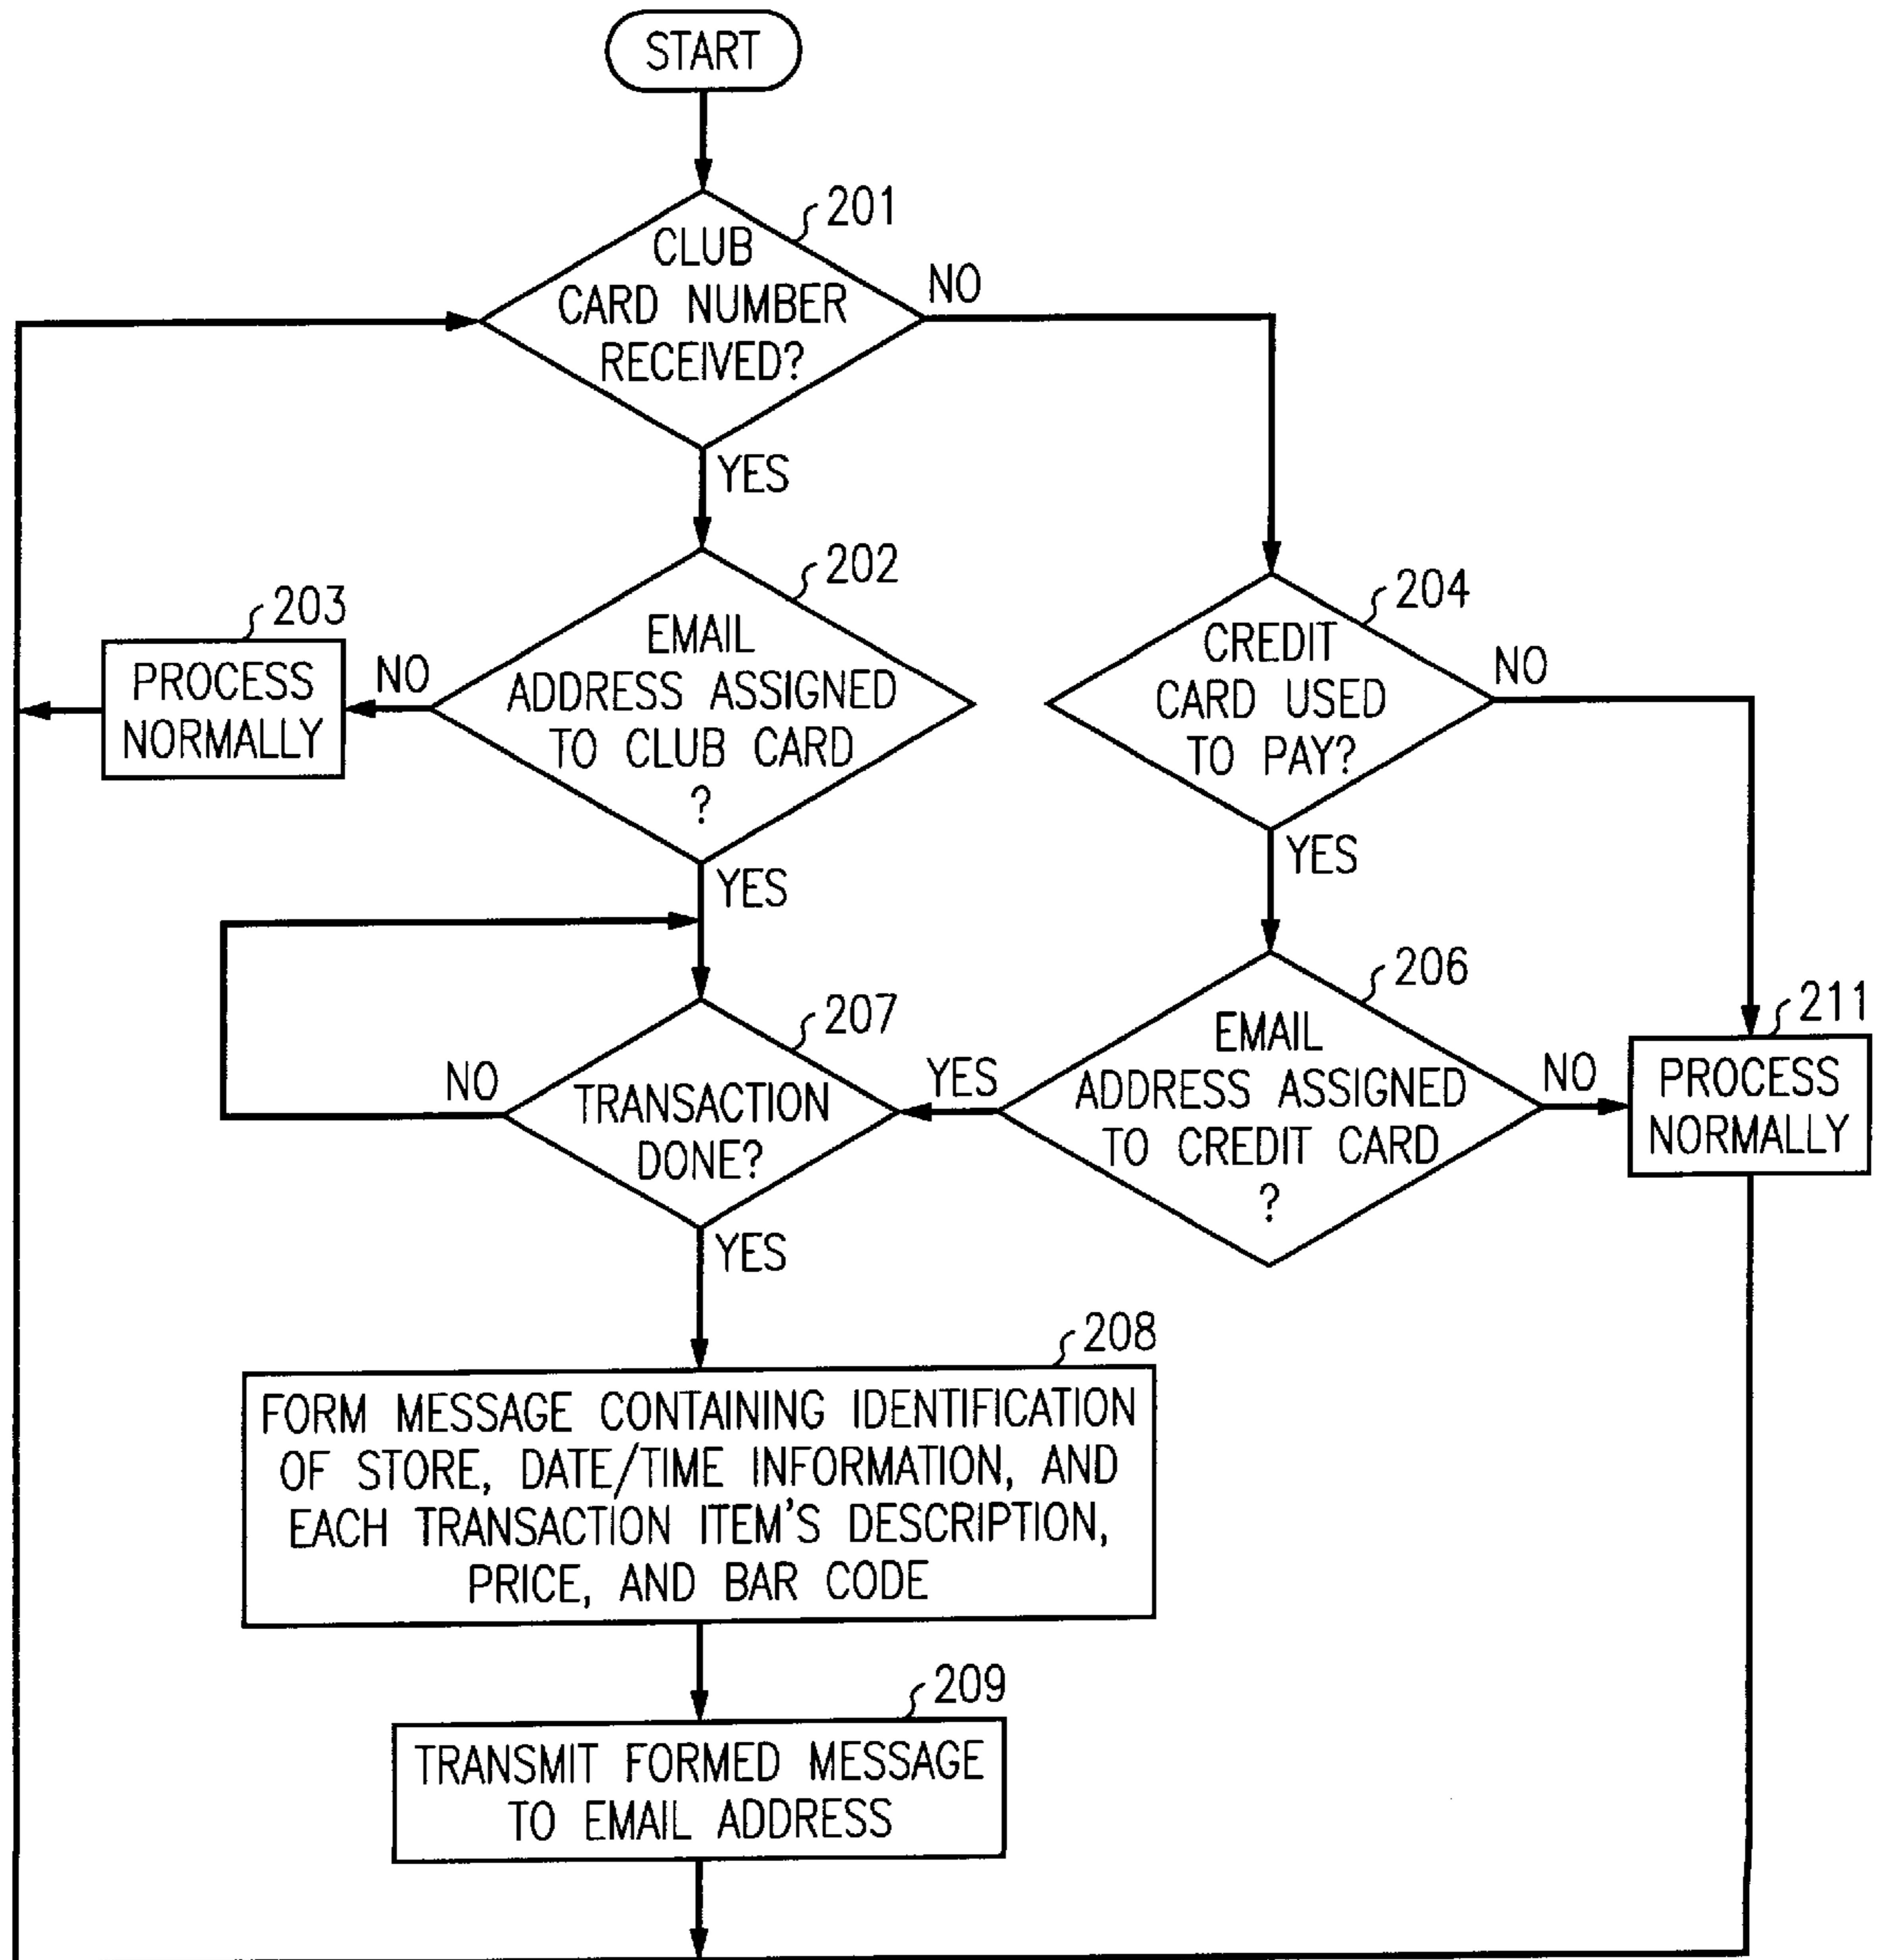 START
201
CLUB
CARD NUMBER
RECEIVED?
NO
YES
202
EMAIL
ADDRESS ASSIGNED
TO CLUB CARD
?
203
PROCESS
NORMALLY
NO
204
CREDIT
CARD USED
TO PAY?
NO
YES
YES
206
EMAIL
ADDRESS ASSIGNED
TO CREDIT CARD
?
207
TRANSACTION
DONE?
NO
YES
NO
211
PROCESS
NORMALLY
YES
208
FORM MESSAGE CONTAINING IDENTIFICATION
OF STORE, DATE/TIME INFORMATION, AND
EACH TRANSACTION ITEM'S DESCRIPTION,
PRICE, AND BAR CODE
209
TRANSMIT FORMED MESSAGE
TO EMAIL ADDRESS